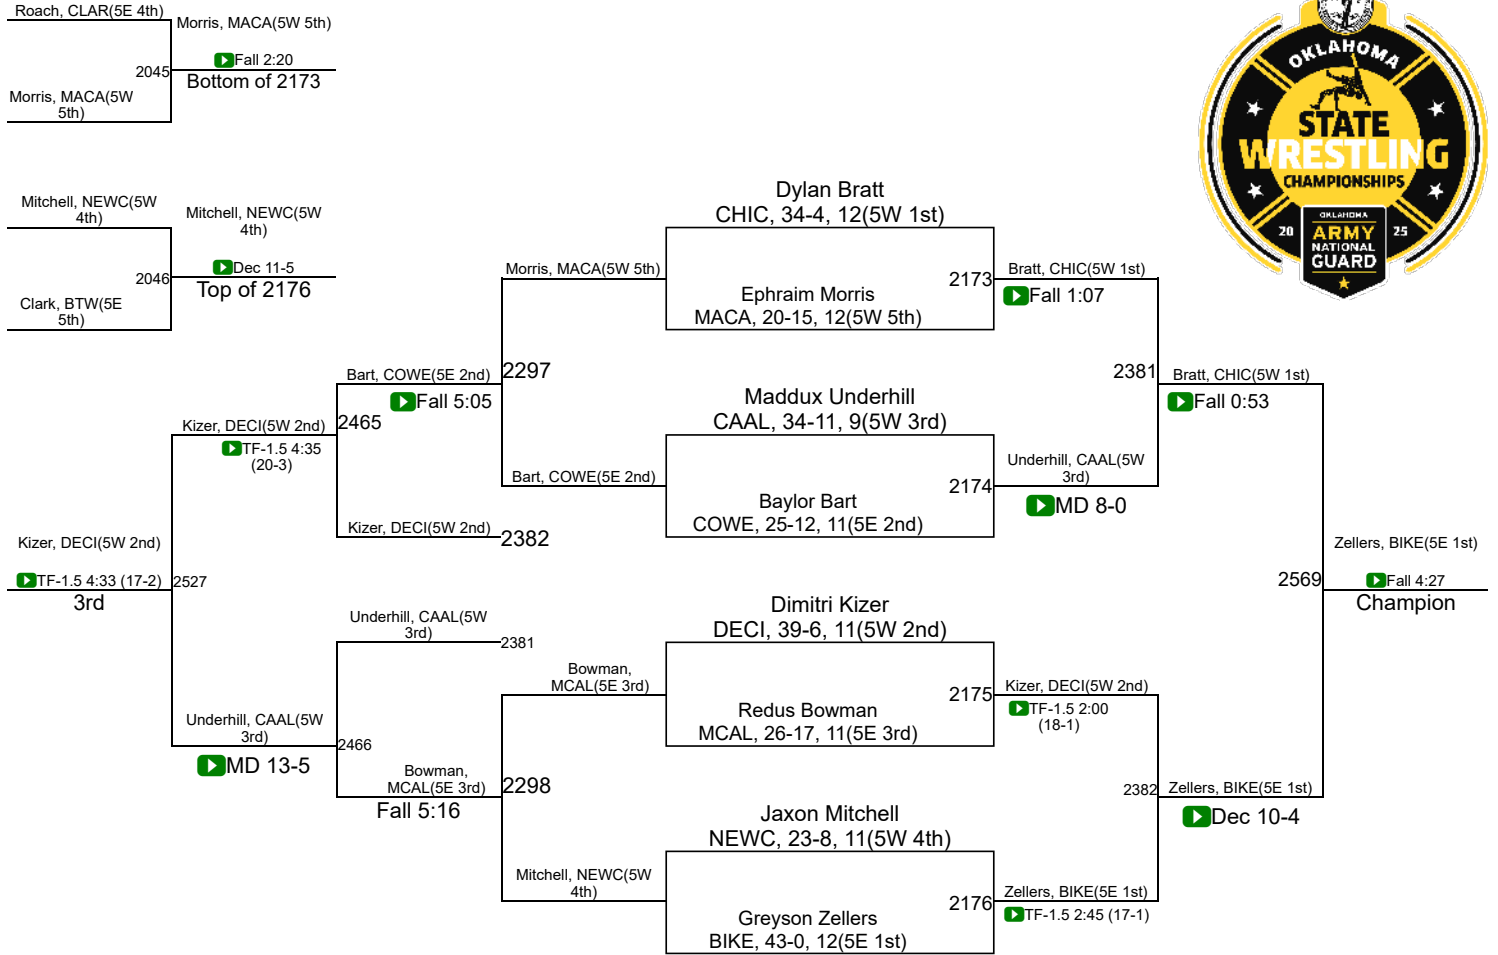 Roach, CLAR(5E 4th)
Morris, MACA(5W 5th)
Fall 2:20
2045
Bottom of 2173
Morris, MACA(5W
5th)
OKLAHOMA
STATE
WRESTLING
CHAMPIONSHIPS
20
25
OKLAHOMA
ARMY
NATIONAL
GUARD
Mitchell, NEWC(5W
4th)
Mitchell, NEWC(5W
4th)
Dec 11-5
2046
Top of 2176
Clark, BTW(5E
5th)
Dylan Bratt
CHIC, 34-4, 12(5W 1st)
Morris, MACA(5W 5th)
2173
Bratt, CHIC(5W 1st)
Fall 1:07
Ephraim Morris
MACA, 20-15, 12(5W 5th)
Bart, COWE(5E 2nd)
2297
Fall 5:05
2381
Bratt, CHIC(5W 1st)
Fall 0:53
Maddux Underhill
CAAL, 34-11, 9(5W 3rd)
Kizer, DECI(5W 2nd)
2465
TF-1.5 4:35
(20-3)
Bart, COWE(5E 2nd)
2174
Underhill, CAAL(5W
3rd)
MD 8-0
Baylor Bart
COWE, 25-12, 11(5E 2nd)
Kizer, DECI(5W 2nd)
2382
Kizer, DECI(5W 2nd)
TF-1.5 4:33 (17-2)
2527
3rd
Zellers, BIKE(5E 1st)
2569
Fall 4:27
Champion
Dimitri Kizer
DECI, 39-6, 11(5W 2nd)
Underhill, CAAL(5W
3rd)
2381
Bowman,
MCAL(5E 3rd)
2175
Kizer, DECI(5W 2nd)
TF-1.5 2:00
(18-1)
Redus Bowman
MCAL, 26-17, 11(5E 3rd)
Underhill, CAAL(5W
3rd)
2466
MD 13-5
Bowman,
MCAL(5E 3rd)
2298
Fall 5:16
2382
Zellers, BIKE(5E 1st)
Dec 10-4
Jaxon Mitchell
NEWC, 23-8, 11(5W 4th)
Mitchell, NEWC(5W
4th)
2176
Zellers, BIKE(5E 1st)
TF-1.5 2:45 (17-1)
Greyson Zellers
BIKE, 43-0, 12(5E 1st)